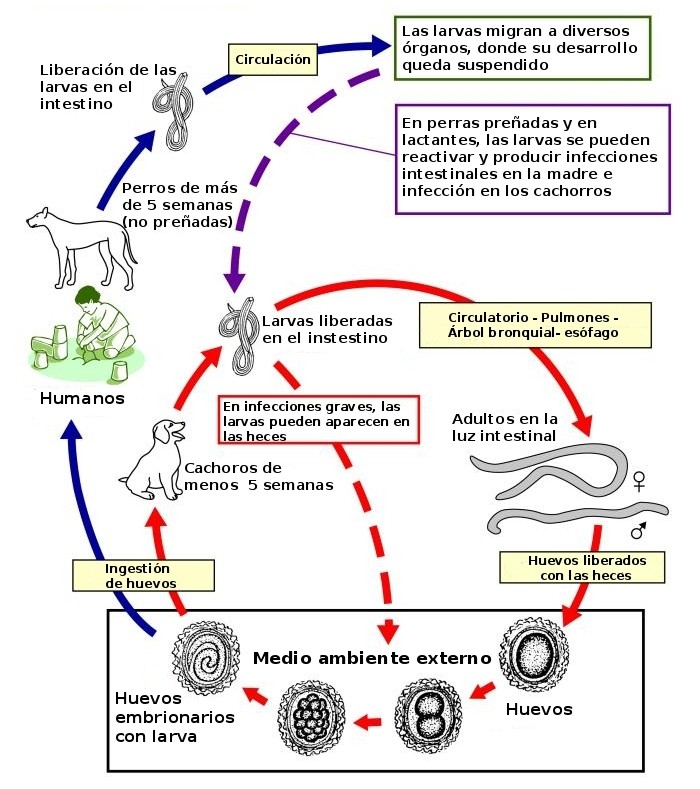 Liberación de las
larvas en el
intestino
Circulación
Las larvas migran a diversos
órganos, donde su desarrollo
queda suspendido
En perras preñadas y en
lactantes, las larvas se pueden
reactivar y producir infecciones
intestinales en la madre e
infección en los cachorros
Perros de más
de 5 semanas
(no preñadas)
Humanos
Larvas liberadas
en el instestino
Circulatorio - Pulmones -
Árbol bronquial- esófago
En infecciones graves, las
larvas pueden aparecen en
las heces
Adultos en la
luz intestinal
♀
♂
Cachoros de
menos 5 semanas
Ingestión
de huevos
Huevos liberados
con las heces
Medio ambiente externo
Huevos
embrionarios
con larva
Huevos